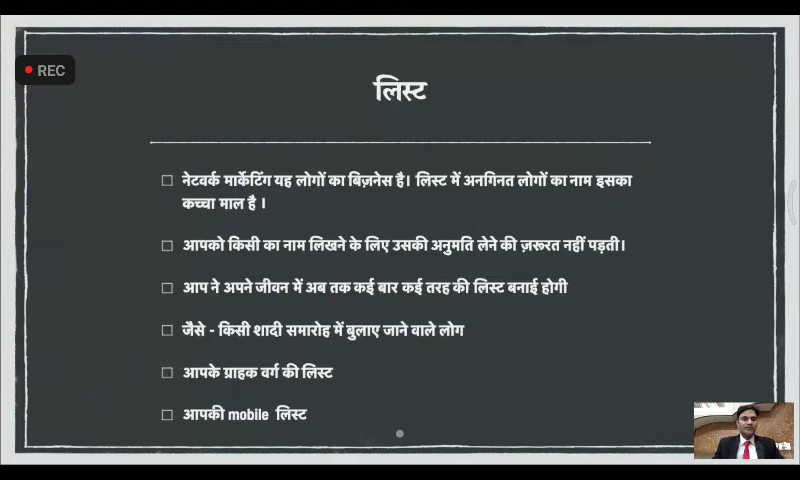 REC
लिस्ट
नेटवर्क मार्केटिंग यह लोगों का बिज़नेस है। लिस्ट में अनगिनत लोगों का नाम इसका
कच्चा माल है ।
आपको किसी का नाम लिखने के लिए उसकी अनुमति लेने की ज़रूरत नहीं पड़ती।
आप ने अपने जीवन में अब तक कई बार कई तरह की लिस्ट बनाई होगी
जैसे - किसी शादी समारोह में बुलाए जाने वाले लोग
आपके ग्राहक वर्ग की लिस्ट
आपकी mobile लिस्ट